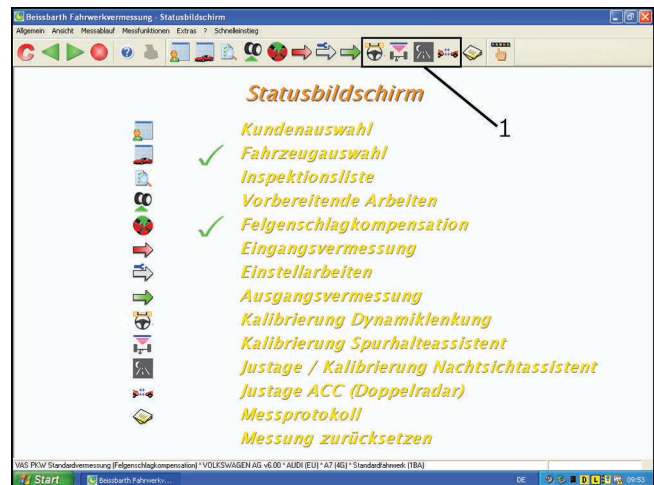 Beissbarth Fahrwerkvermessung - Statusbildschirm
Allgemein Ansicht Messablauf Messfunktionen Extras ? Schnelleinstieg
1
Statusbildschirm
Kundenauswahl
Fahrzeugauswahl
Inspektionsliste
Vorbereitende Arbeiten
Felgenschlagkompensation
Eingangsvermessung
Einstellarbeiten
Ausgangsvermessung
Kalibrierung Dynamiklenkung
Kalibrierung Spurhalteassistent
Justage / Kalibrierung Nachtsichtassistent
Justage ACC (Doppelradar)
Messprotokoll
Messung zurücksetzen
VAS PKW Standardvermessung (Felgenschlagkompensation) * VOLKSWAGEN AG v6.00 * AUDI (EU) * A7 (4G) * Standardfahrwerk (1BA)
Start Beissbarth Fahrwerkv... DE D L 09:53